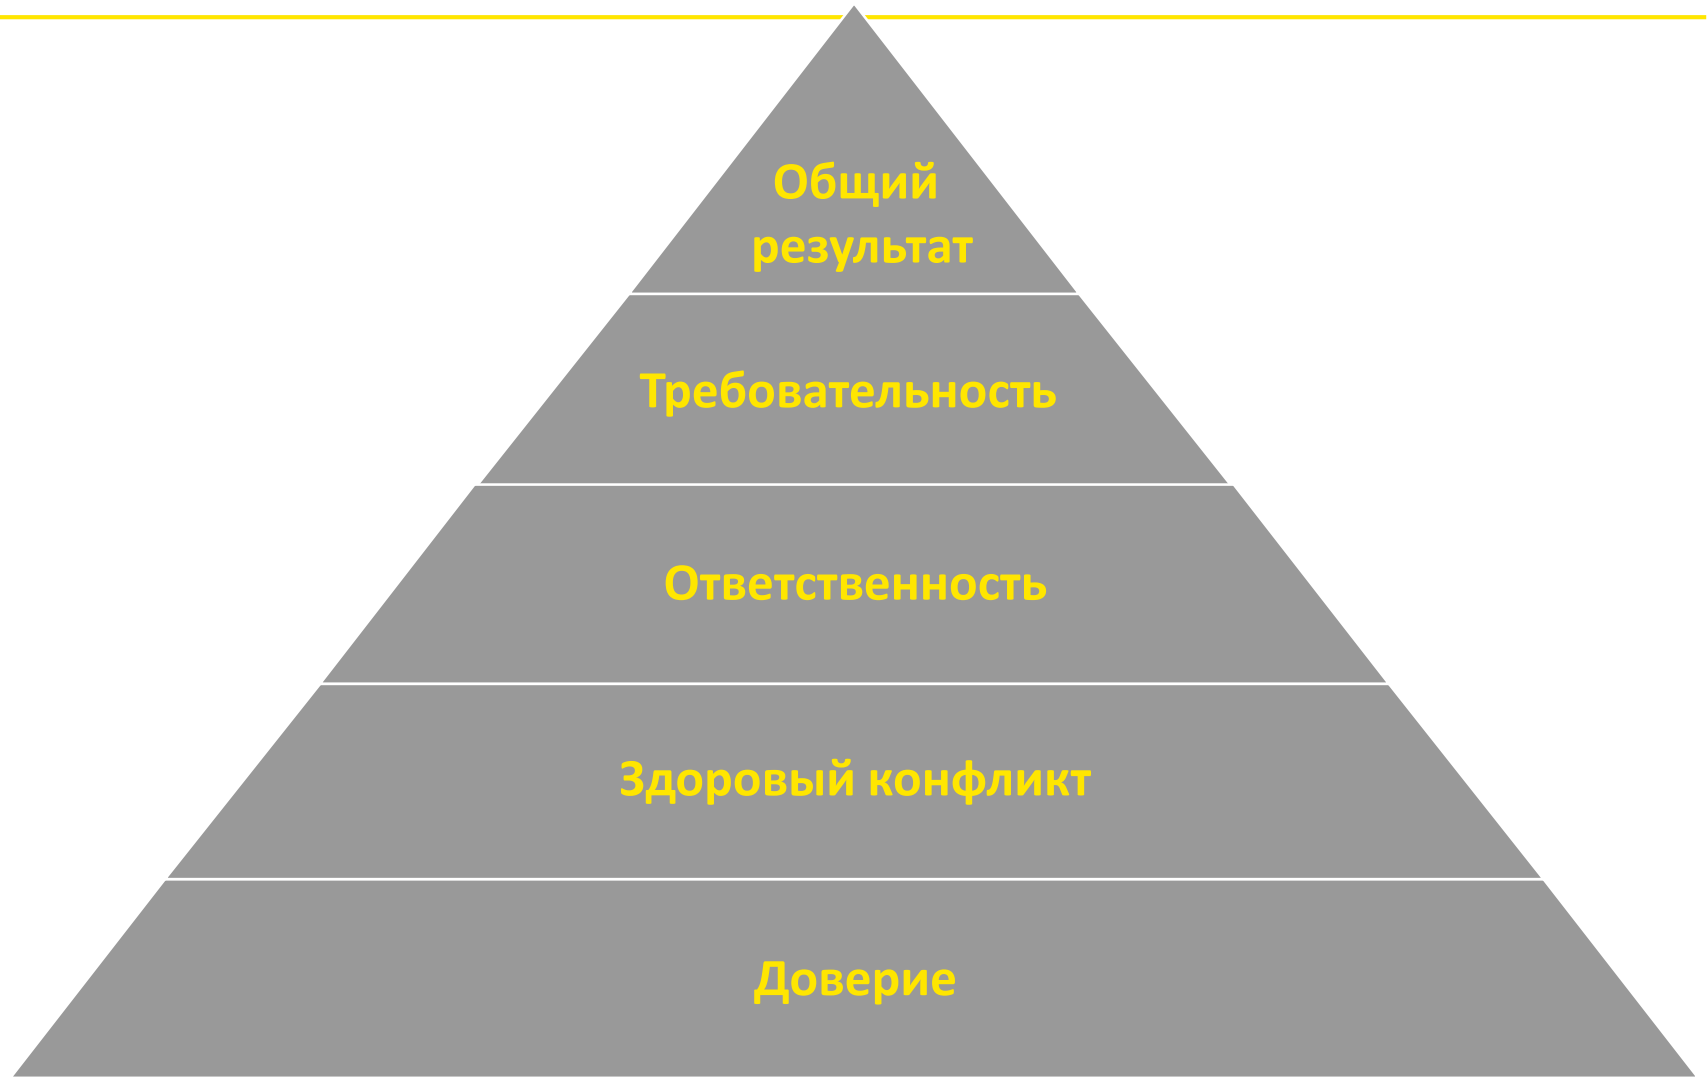 Общий
результат
Требовательность
Ответственность
Здоровый конфликт
Доверие